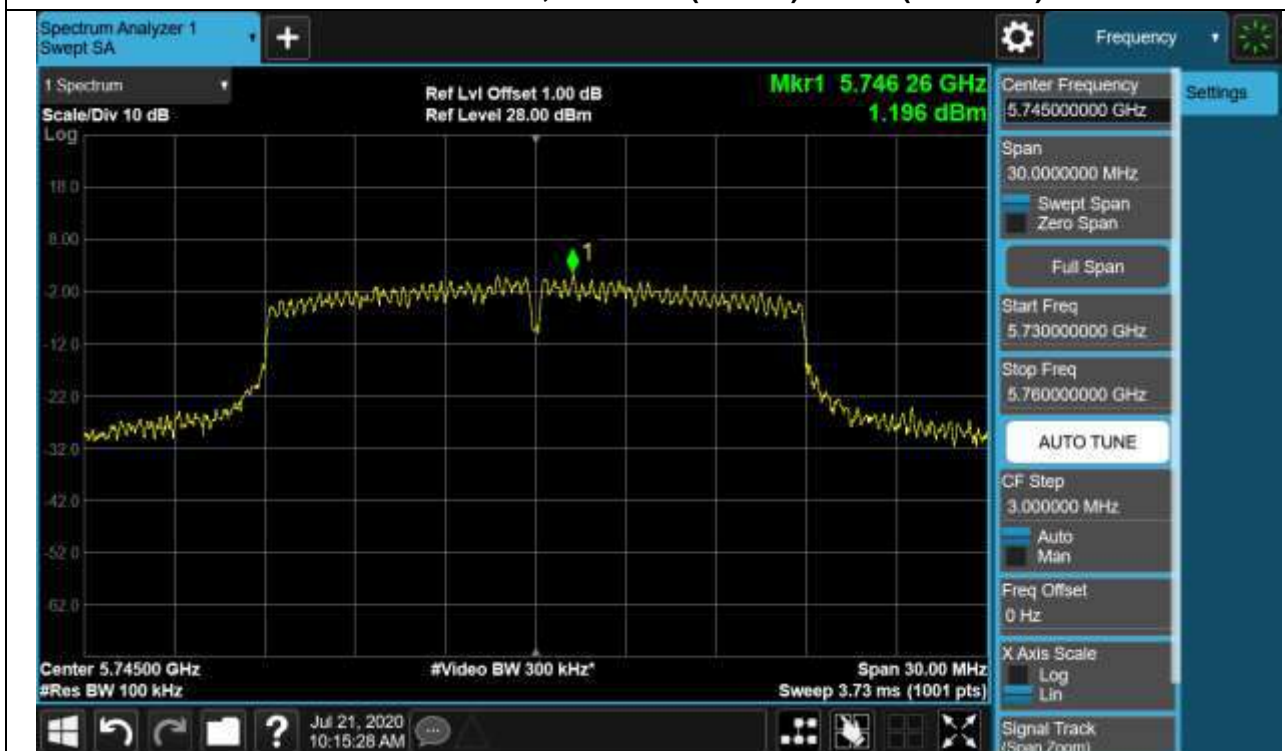 Spectrum Analyzer 1
Swept SA
+
Frequency
1 Spectrum
Scale/Div 10 dB
Log
Ref Lvl Offset 1.00 dB
Ref Level 28.00 dBm
Mkr1 5.746 26 GHz
1.196 dBm
18.0
8.00
-2.00
-12.0
-22.0
-32.0
-42.0
-52.0
-62.0
1
Center 5.74500 GHz
#Res BW 100 kHz
#Video BW 300 kHz*
Span 30.00 MHz
Sweep 3.73 ms (1001 pts)
Center Frequency
5.745000000 GHz
Settings
Span
30.0000000 MHz
Swept Span
Zero Span
Full Span
Start Freq
5.730000000 GHz
Stop Freq
5.760000000 GHz
AUTO TUNE
CF Step
3.000000 MHz
Auto
Man
Freq Offset
0 Hz
X Axis Scale
Log
Lin
Signal Track
(Span Zoom)
?
Jul 21, 2020
10:15:28 AM